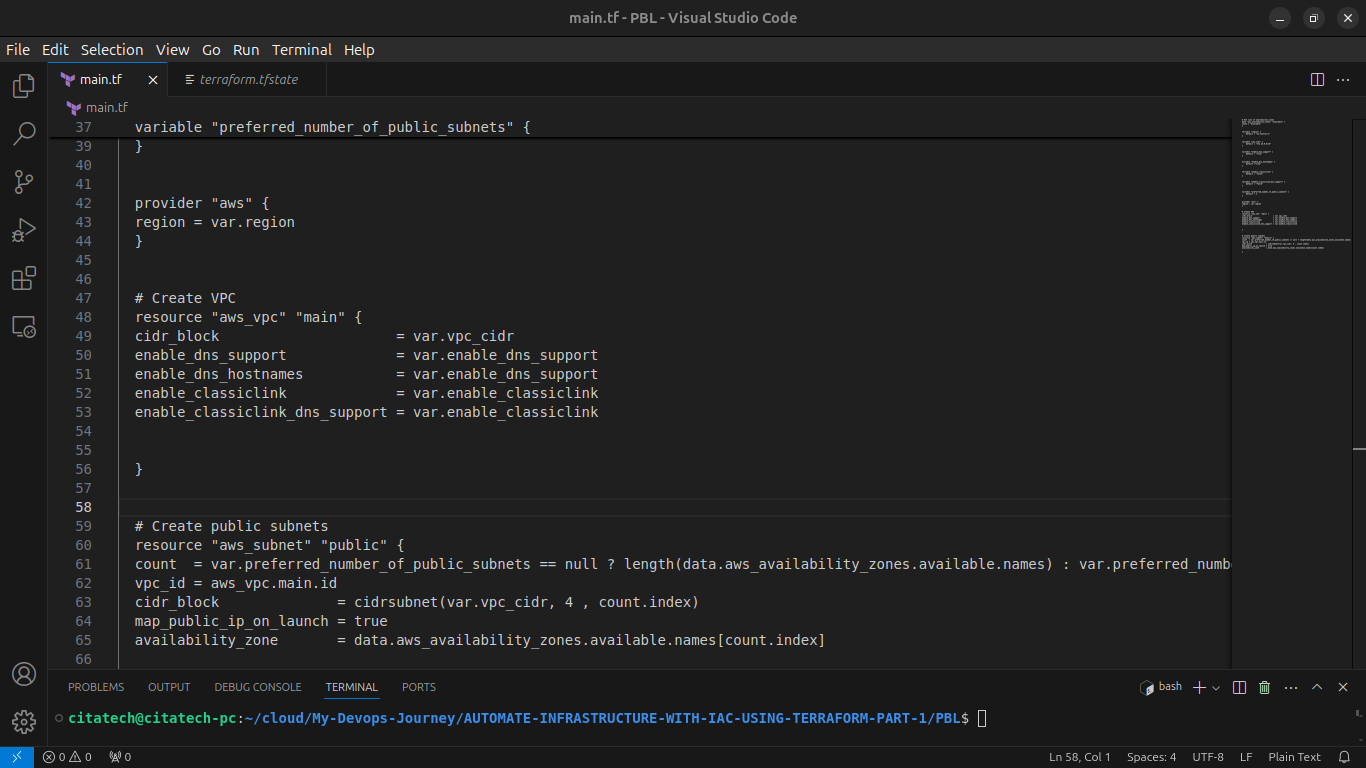 main.tf - PBL - Visual Studio Code
File Edit Selection View Go Run Terminal Help
main.tf
terraform.tfstate
main.tf
37 variable "preferred_number_of_public_subnets" {
39 }
40
41
42 provider "aws" {
43 region = var.region
44 }
45
46
47 # Create VPC
48 resource "aws_vpc" "main" {
49 cidr_block                     = var.vpc_cidr
50 enable_dns_support             = var.enable_dns_support
51 enable_dns_hostnames           = var.enable_dns_support
52 enable_classiclink             = var.enable_classiclink
53 enable_classiclink_dns_support = var.enable_classiclink
54
55
56 }
57
58
59 # Create public subnets
60 resource "aws_subnet" "public" {
61 count  = var.preferred_number_of_public_subnets == null ? length(data.aws_availability_zones.available.names) : var.preferred_numb
62 vpc_id = aws_vpc.main.id
63 cidr_block              = cidrsubnet(var.vpc_cidr, 4 , count.index)
64 map_public_ip_on_launch = true
65 availability_zone       = data.aws_availability_zones.available.names[count.index]
66
PROBLEMS OUTPUT DEBUG CONSOLE TERMINAL PORTS
bash
citatech@citatech-pc:~/cloud/My-Devops-Journey/AUTOMATE-INFRASTRUCTURE-WITH-IAC-USING-TERRAFORM-PART-1/PBL$
0 0 0 Ln 58, Col 1 Spaces: 4 UTF-8 LF Plain Text